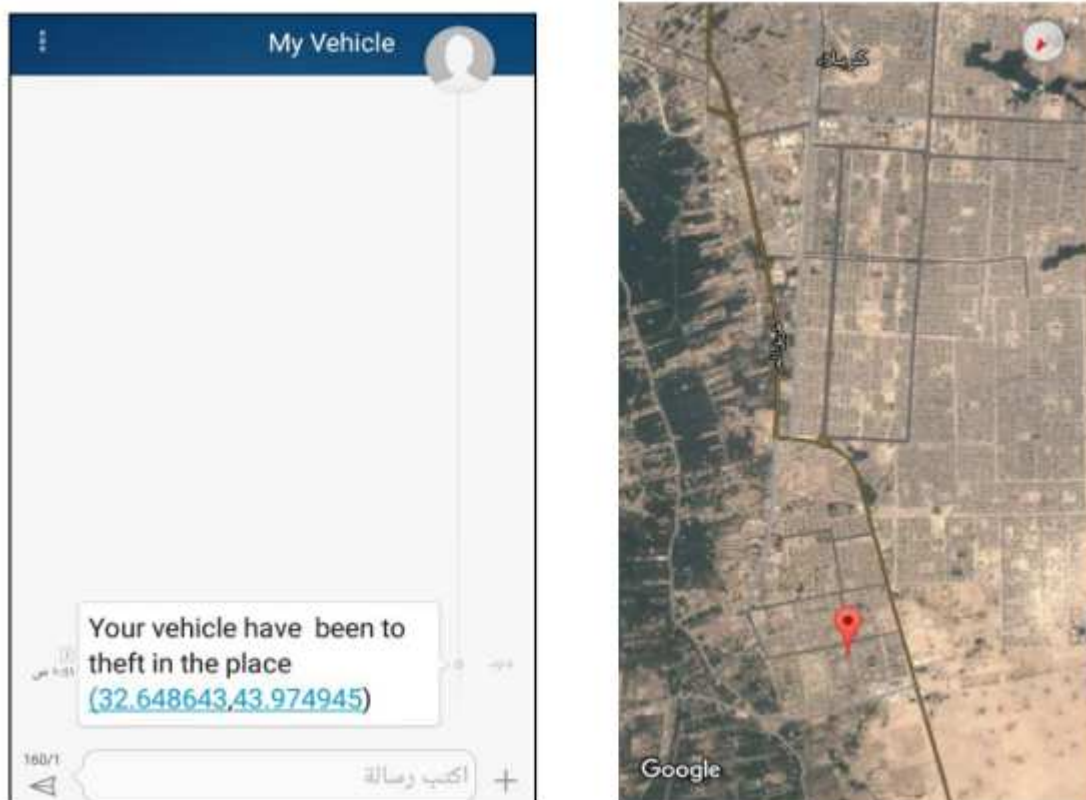 My Vehicle
Your vehicle have been to
theft in the place
(32.648643,43.974945)
160/1
اكتب رسالة
Google